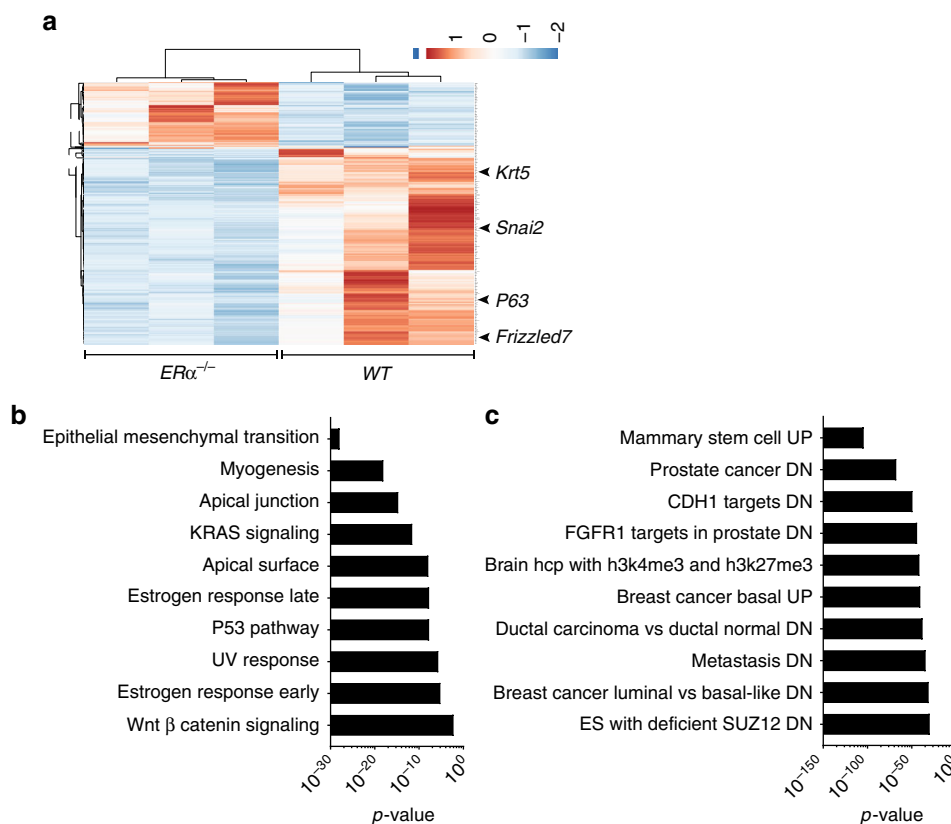 a
1 0 −1 −2
Krt5
Snai2
P63
Frizzled7
ERα−/− WT
b
Epithelial mesenchymal transition
Myogenesis
Apical junction
KRAS signaling
Apical surface
Estrogen response late
P53 pathway
UV response
Estrogen response early
Wnt β catenin signaling
10−30 10−20 10−10 100
p-value
c
Mammary stem cell UP
Prostate cancer DN
CDH1 targets DN
FGFR1 targets in prostate DN
Brain hcp with h3k4me3 and h3k27me3
Breast cancer basal UP
Ductal carcinoma vs ductal normal DN
Metastasis DN
Breast cancer luminal vs basal-like DN
ES with deficient SUZ12 DN
10−150 10−100 10−50
p-value